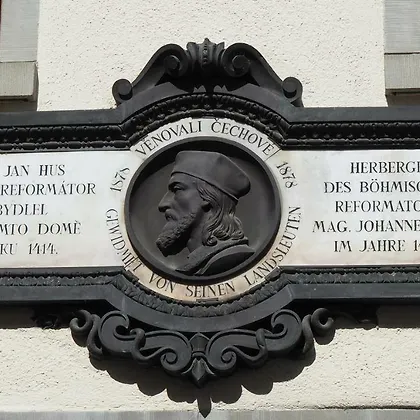 JAN HUS
REFORMÁTOR
BYDLEL
MTO DOMĚ
KU 1414.
1878 VĚNOVALI ČECHOVÉ 1878
GEWIDMET VON SEINEN LANDSLEUTEN
HERBERGE
DES BÖHMISC
REFORMATO
MAG. JOHANNE
IM JAHRE 14